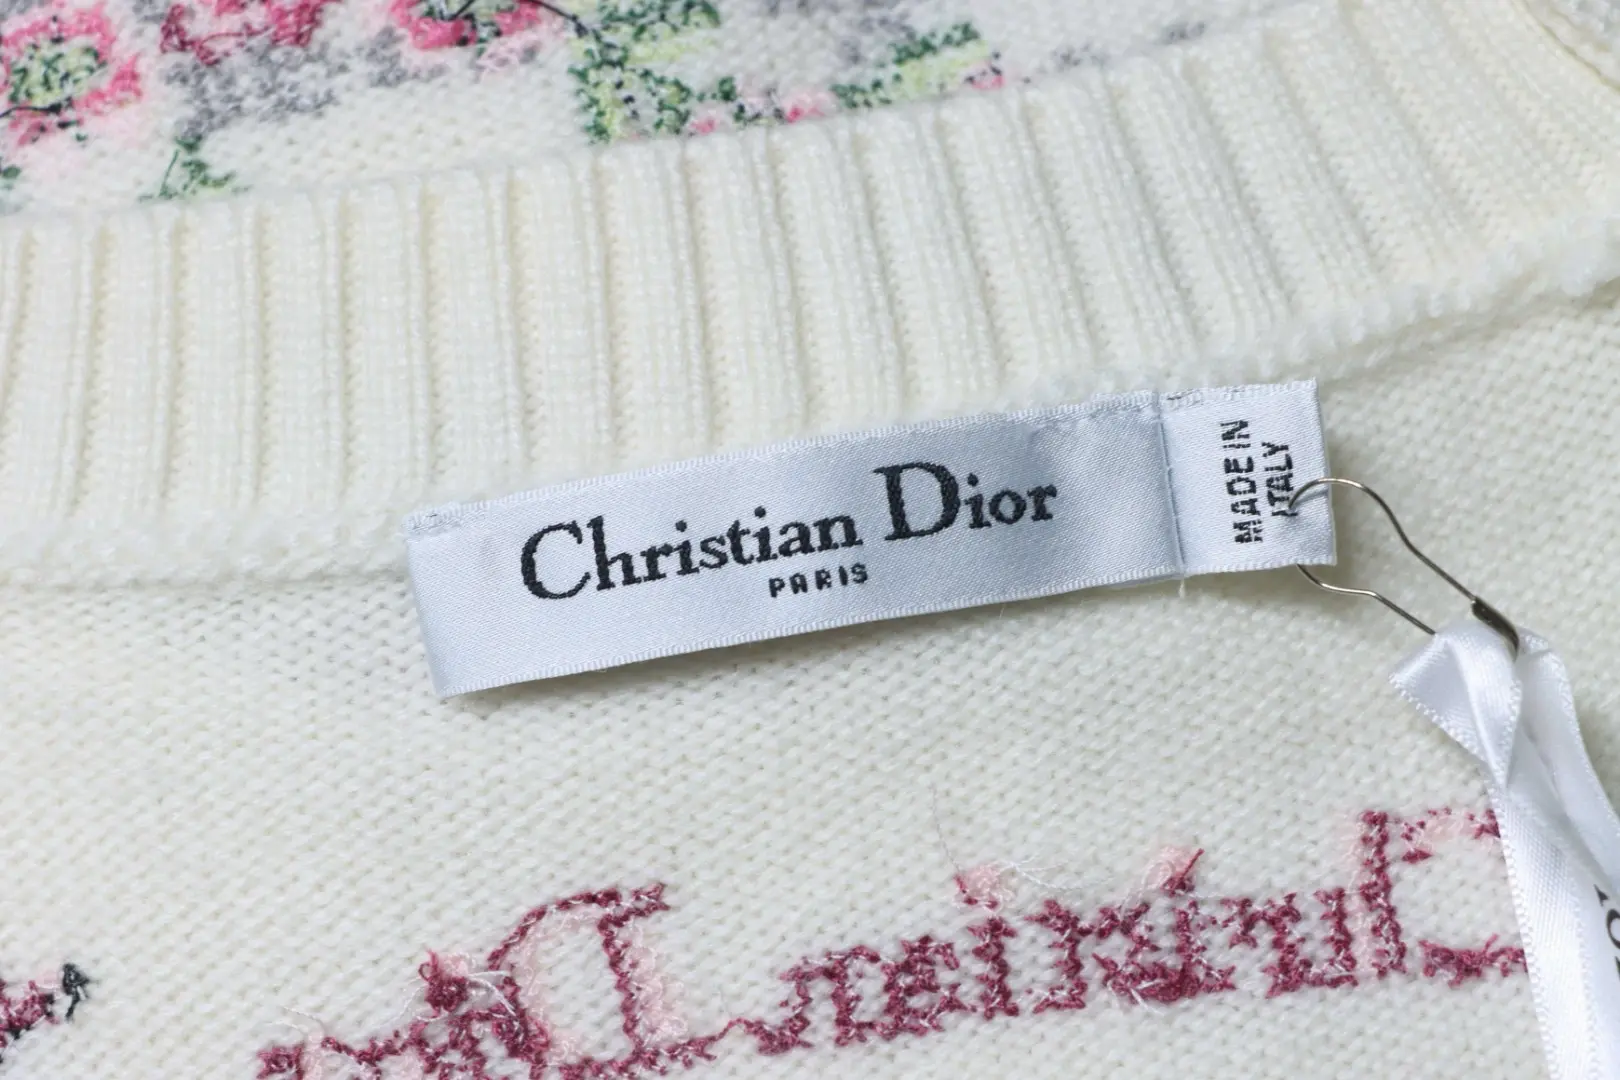 Christian Dior
PARIS
MADE IN
ITALY